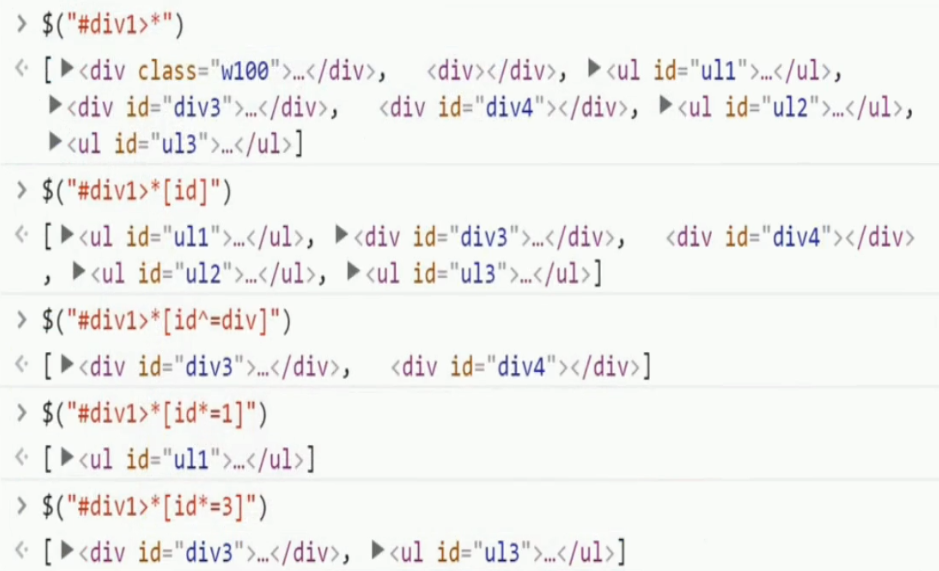 > $("#div1>*")
<· [▶<div class="w100">…</div>, <div></div>, ▶<ul id="ul1">…</ul>,
▶<div id="div3">…</div>, <div id="div4"></div>, ▶<ul id="ul2">…</ul>,
▶<ul id="ul3">…</ul>]
> $("#div1>*[id]")
<· [▶<ul id="ul1">…</ul>, ▶<div id="div3">…</div>, <div id="div4"></div>
, ▶<ul id="ul2">…</ul>, ▶<ul id="ul3">…</ul>]
> $("#div1>*[id^=div]")
<· [▶<div id="div3">…</div>, <div id="div4"></div>]
> $("#div1>*[id*=1]")
<· [▶<ul id="ul1">…</ul>]
> $("#div1>*[id*=3]")
<· [▶<div id="div3">…</div>, ▶<ul id="ul3">…</ul>]